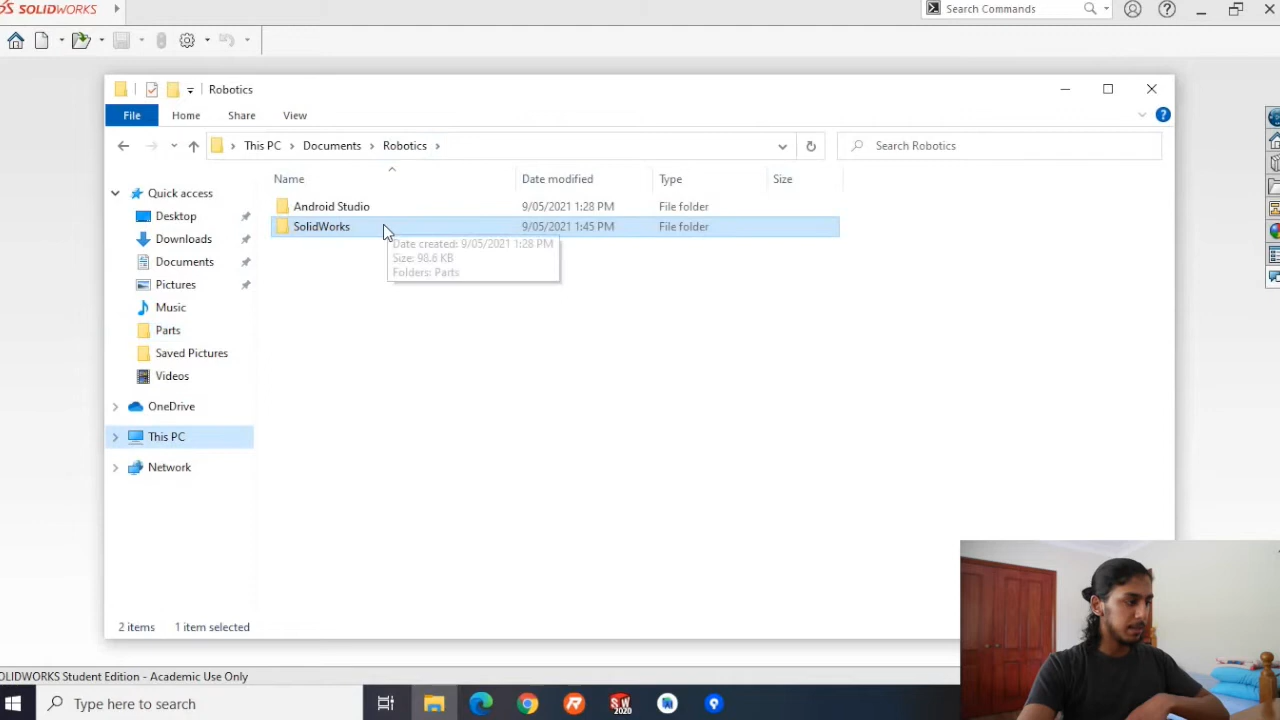 SOLIDWORKS
Search Commands
Robotics
File
Home
Share
View
This PC
Documents
Robotics
Search Robotics
Name
Date modified
Type
Size
Quick access
Desktop
Downloads
Documents
Pictures
Music
Parts
Saved Pictures
Videos
OneDrive
This PC
Network
Android Studio 9/05/2021 1:28 PM File folder
SolidWorks 9/05/2021 1:45 PM File folder
Date created: 9/05/2021 1:28 PM
Size: 98.6 KB
Folders: Parts
2 items 1 item selected
OLIDWORKS Student Edition - Academic Use Only
Type here to search
SW
2020